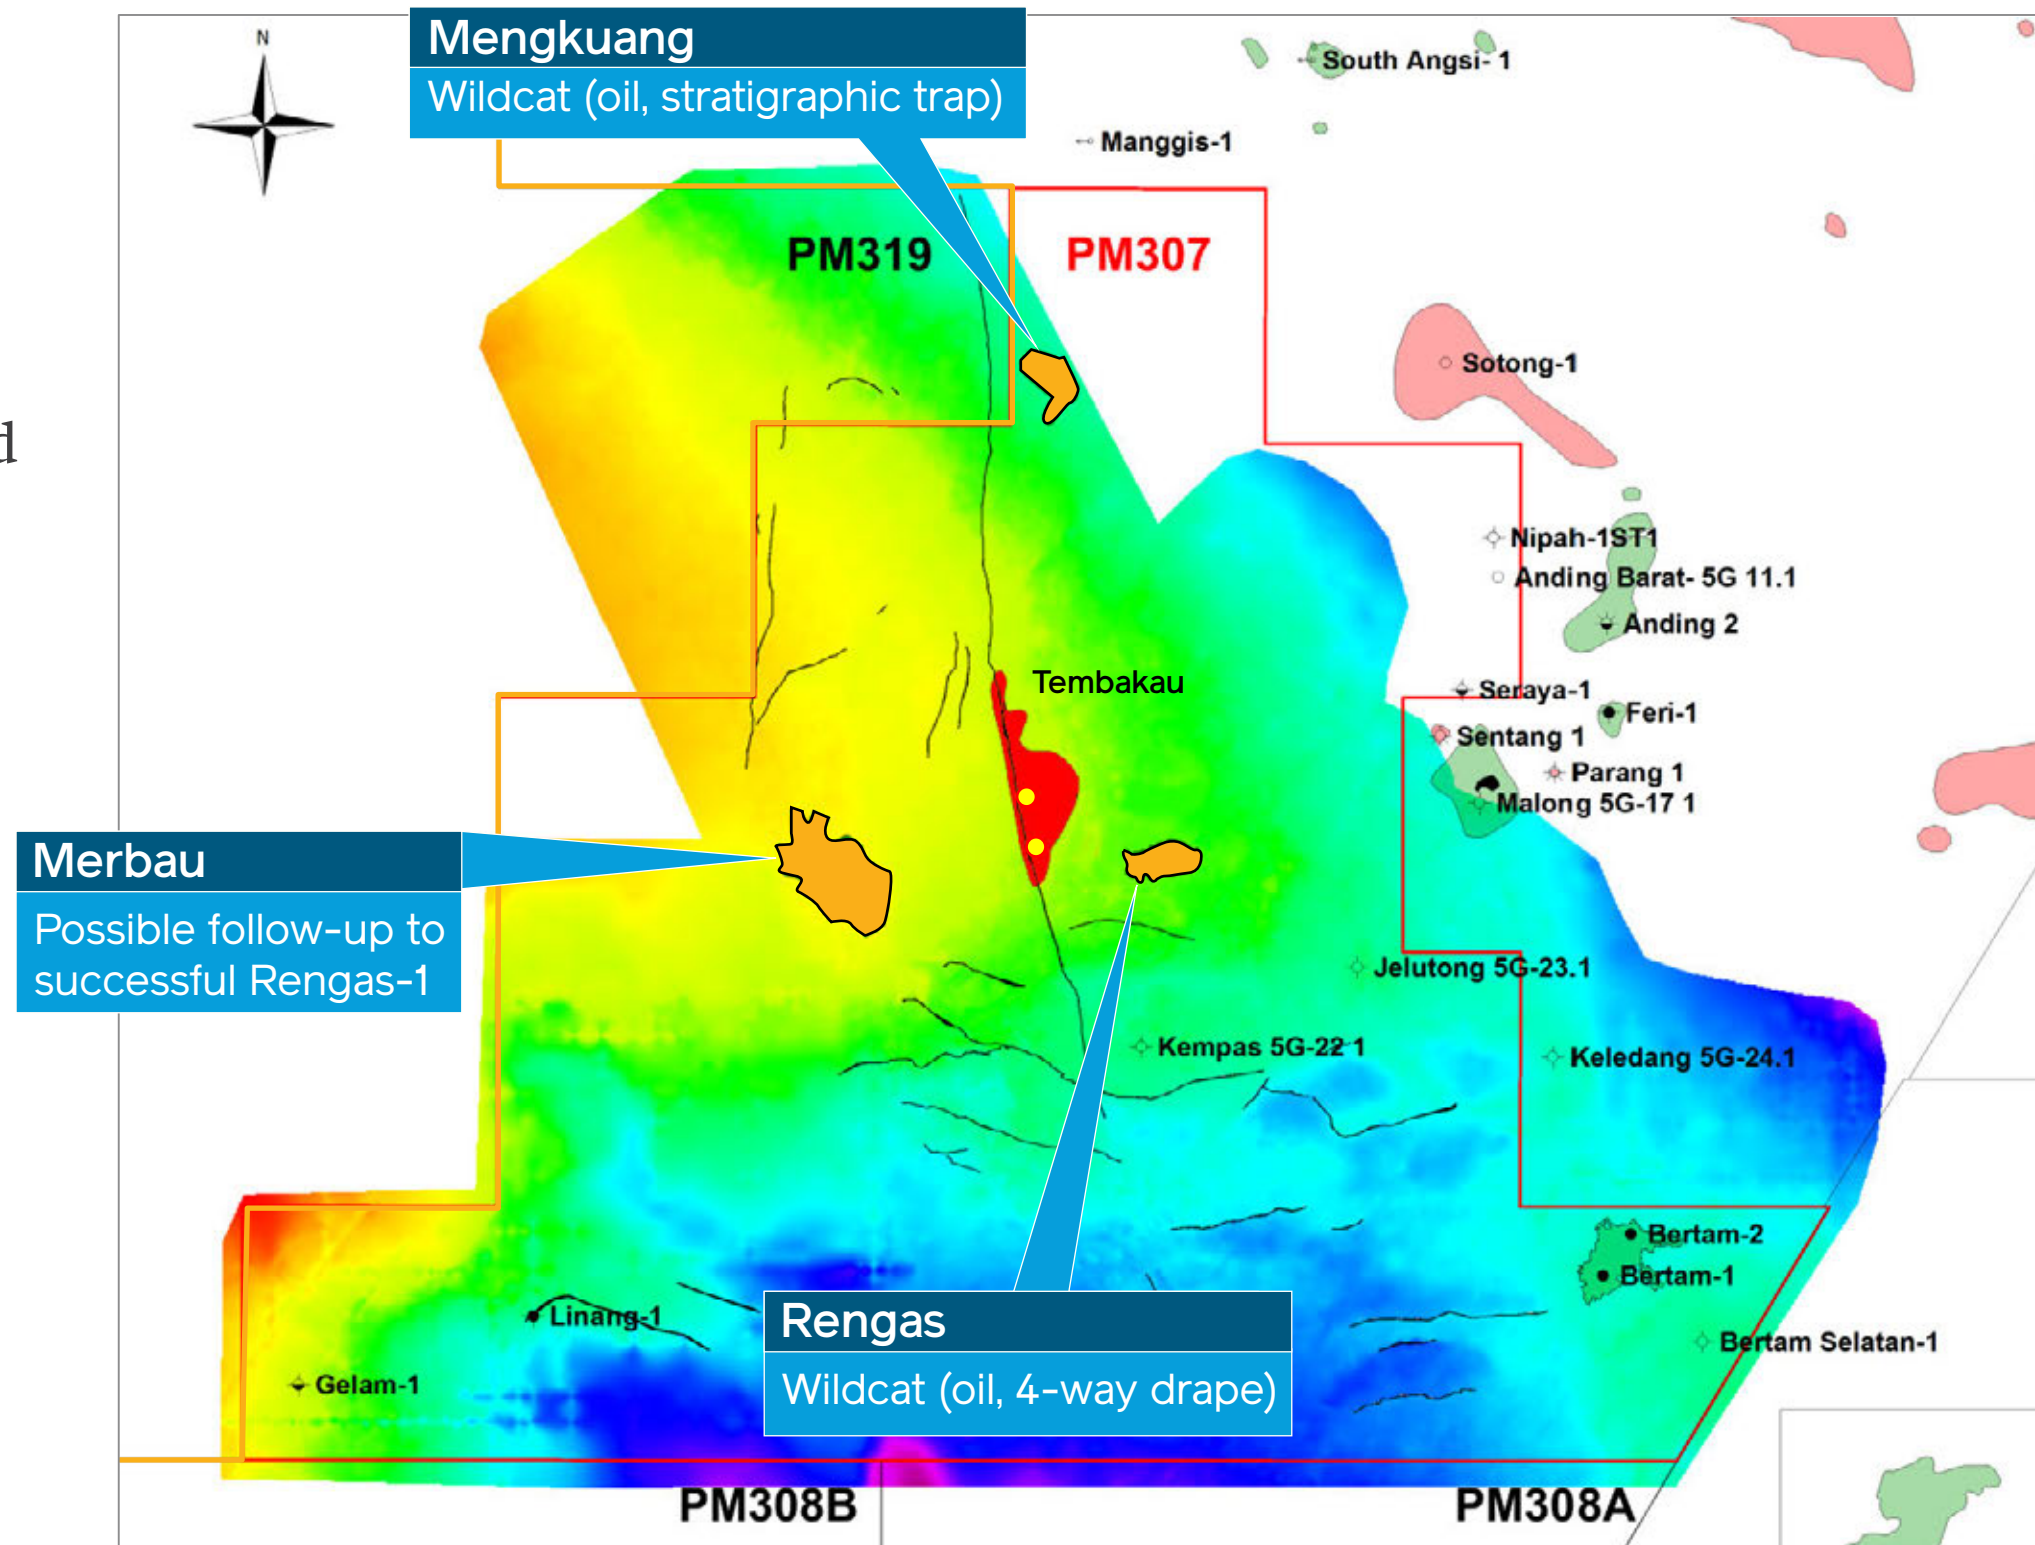 N
Mengkuang
Wildcat (oil, stratigraphic trap)
South Angsi- 1
Manggis-1
PM319
PM307
Sotong-1
d
Nipah-1ST1
Anding Barat- 5G 11.1
Anding 2
Tembakau
Seraya-1
Feri-1
Sentang 1
Parang 1
Malong 5G-17 1
Merbau
Possible follow-up to
successful Rengas-1
Jelutong 5G-23.1
Kempas 5G-22 1
Keledang 5G-24.1
Bertam-2
Bertam-1
Linang-1
Rengas
Wildcat (oil, 4-way drape)
Bertam Selatan-1
Gelam-1
PM308B
PM308A